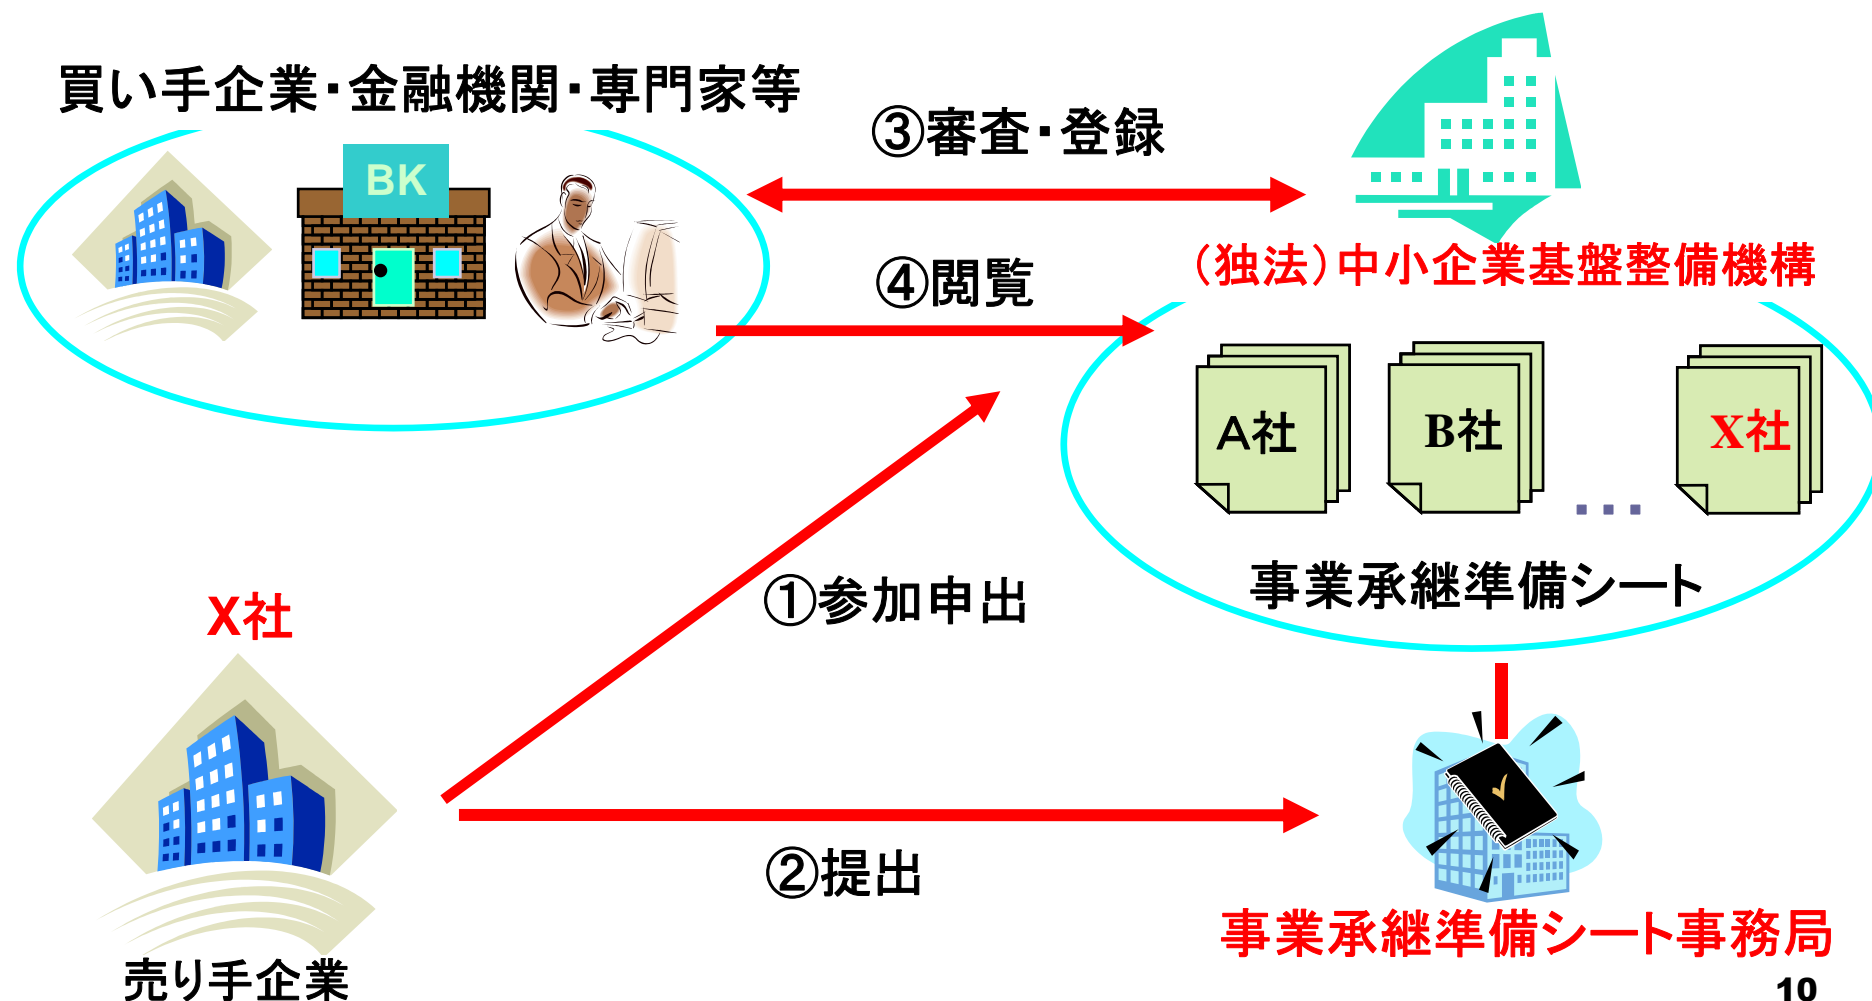 買い手企業・金融機関・専門家等
BK
③審査・登録
④閲覧
(独法)中小企業基盤整備機構
A社
B社
...
X社
事業承継準備シート
①参加申出
X社
②提出
売り手企業
事業承継準備シート事務局
10